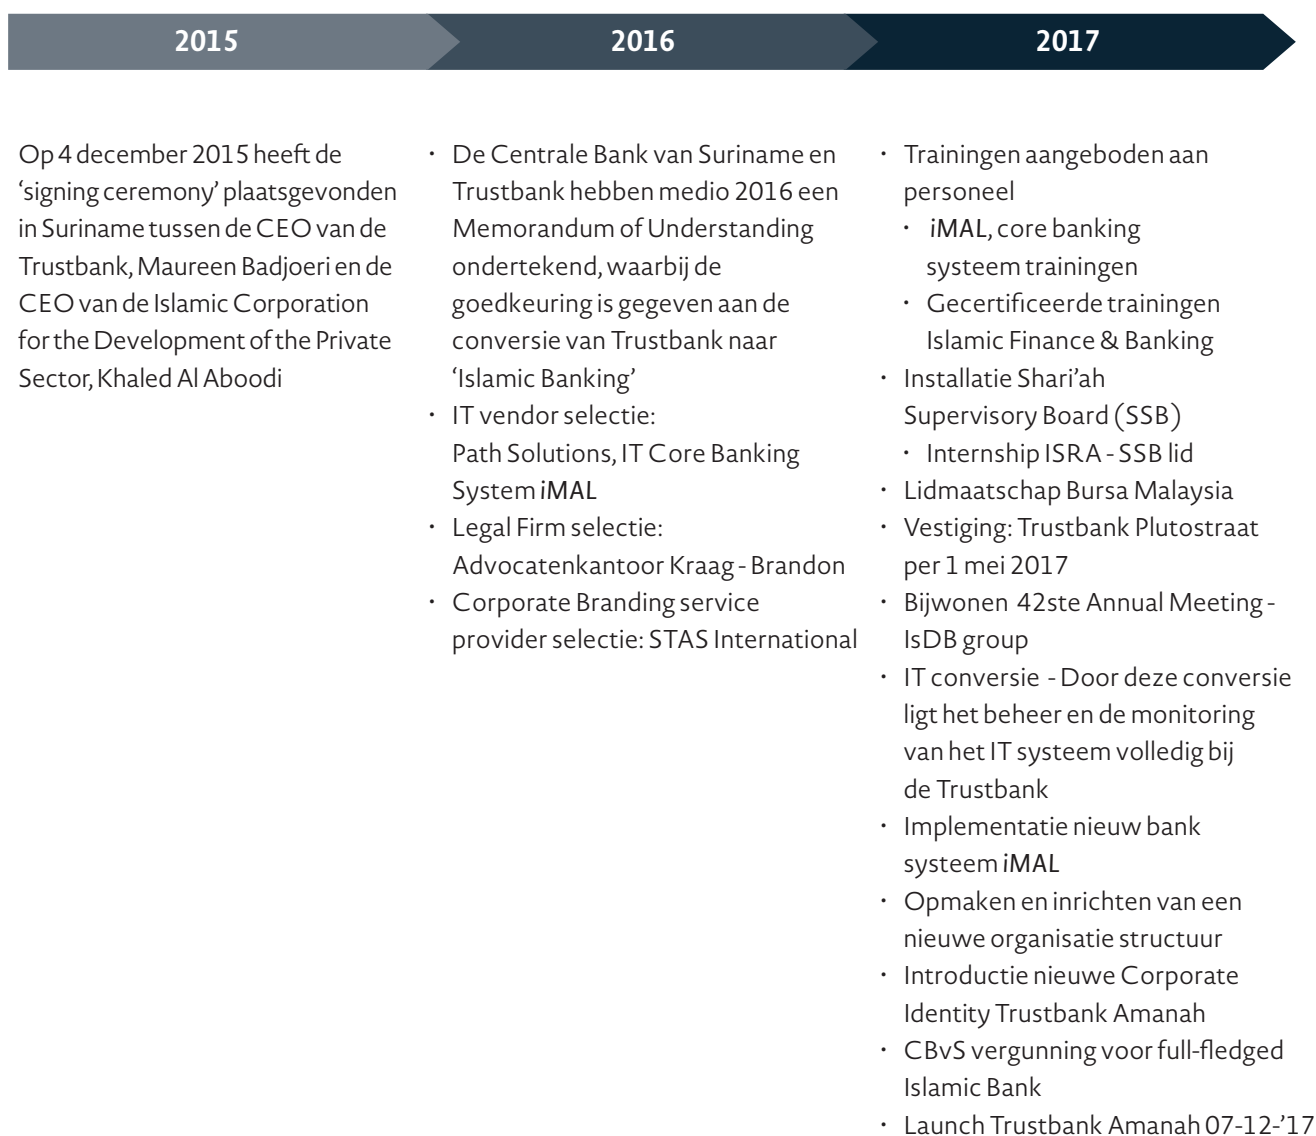 2015
2016
2017
Op 4 december 2015 heeft de
‘signing ceremony’ plaatsgevonden
in Suriname tussen de CEO van de
Trustbank, Maureen Badjoeri en de
CEO van de Islamic Corporation
for the Development of the Private
Sector, Khaled Al Aboodi
• De Centrale Bank van Suriname en
Trustbank hebben medio 2016 een
Memorandum of Understanding
ondertekend, waarbij de
goedkeuring is gegeven aan de
conversie van Trustbank naar
‘Islamic Banking’
• IT vendor selectie:
Path Solutions, IT Core Banking
System iMAL
• Legal Firm selectie:
Advocatenkantoor Kraag - Brandon
• Corporate Branding service
provider selectie: STAS International
• Trainingen aangeboden aan
personeel
• iMAL, core banking
systeem trainingen
• Gecertificeerde trainingen
Islamic Finance & Banking
• Installatie Shari’ah
Supervisory Board (SSB)
• Internship ISRA - SSB lid
• Lidmaatschap Bursa Malaysia
• Vestiging: Trustbank Plutostraat
per 1 mei 2017
• Bijwonen 42ste Annual Meeting -
IsDB group
• IT conversie - Door deze conversie
ligt het beheer en de monitoring
van het IT systeem volledig bij
de Trustbank
• Implementatie nieuw bank
systeem iMAL
• Opmaken en inrichten van een
nieuwe organisatie structuur
• Introductie nieuwe Corporate
Identity Trustbank Amanah
• CBvS vergunning voor full-fledged
Islamic Bank
• Launch Trustbank Amanah 07-12-’17